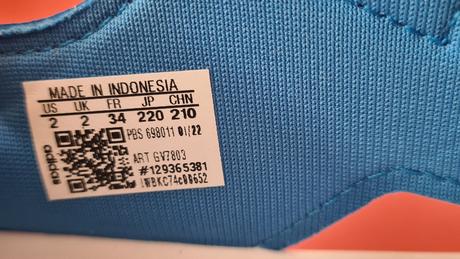 MADE IN INDONESIA
US UK FR JP CHN
2 2 34 220 210
PBS 698011 01/22
ART GV7803
#129365381
adidas